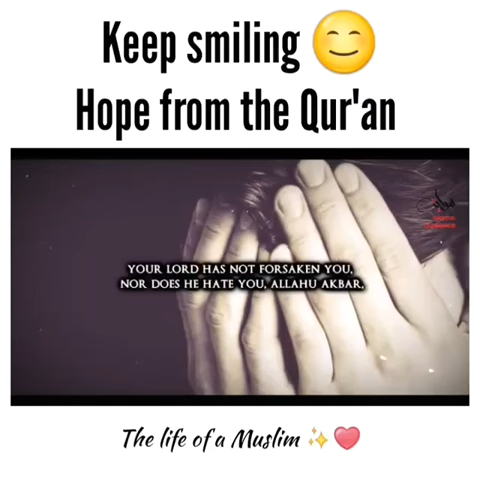 Keep smiling 😊
Hope from the Qur'an
YOUR LORD HAS NOT FORSAKEN YOU,
NOR DOES HE HATE YOU, ALLAHU AKBAR,
The life of a Muslim ✨❤️